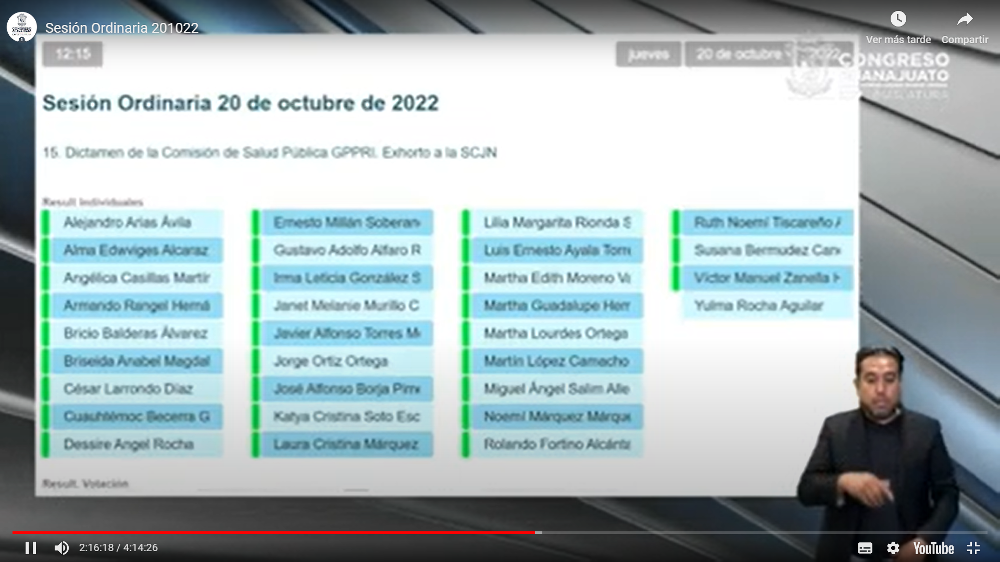 Sesión Ordinaria 201022
Ver más tarde
Compartir
12:15
jueves
20 de octubre
2022
CONGRESO
GUANAJUATO
Sesión Ordinaria 20 de octubre de 2022
15. Dictamen de la Comisión de Salud Pública GPPRI. Exhorto a la SCJN
Result Individuales
Alejandro Arias Ávila
Alma Edwviges Alcaraz
Angélica Casillas Martír
Armando Rangel Herná
Bricio Balderas Álvarez
Briseida Anabel Magdal
César Larrondo Díaz
Cuauhtémoc Becerra G
Dessire Angel Rocha
Ernesto Millán Soberan
Gustavo Adolfo Alfaro R
Irma Leticia González S
Janet Melanie Murillo C
Javier Alfonso Torres M
Jorge Ortiz Ortega
José Alfonso Borja Pim
Katya Cristina Soto Esc
Laura Cristina Márquez
Lilia Margarita Rionda S
Luis Ernesto Ayala Torr
Martha Edith Moreno Va
Martha Guadalupe Herr
Martha Lourdes Ortega
Martín López Camacho
Miguel Ángel Salim Alle
Noemí Márquez Márque
Rolando Fortino Alcánta
Ruth Noemí Tiscareño A
Susana Bermudez Can
Víctor Manuel Zanella H
Yulma Rocha Aguilar
Result. Votación
2:16:18 / 4:14:26
YouTube